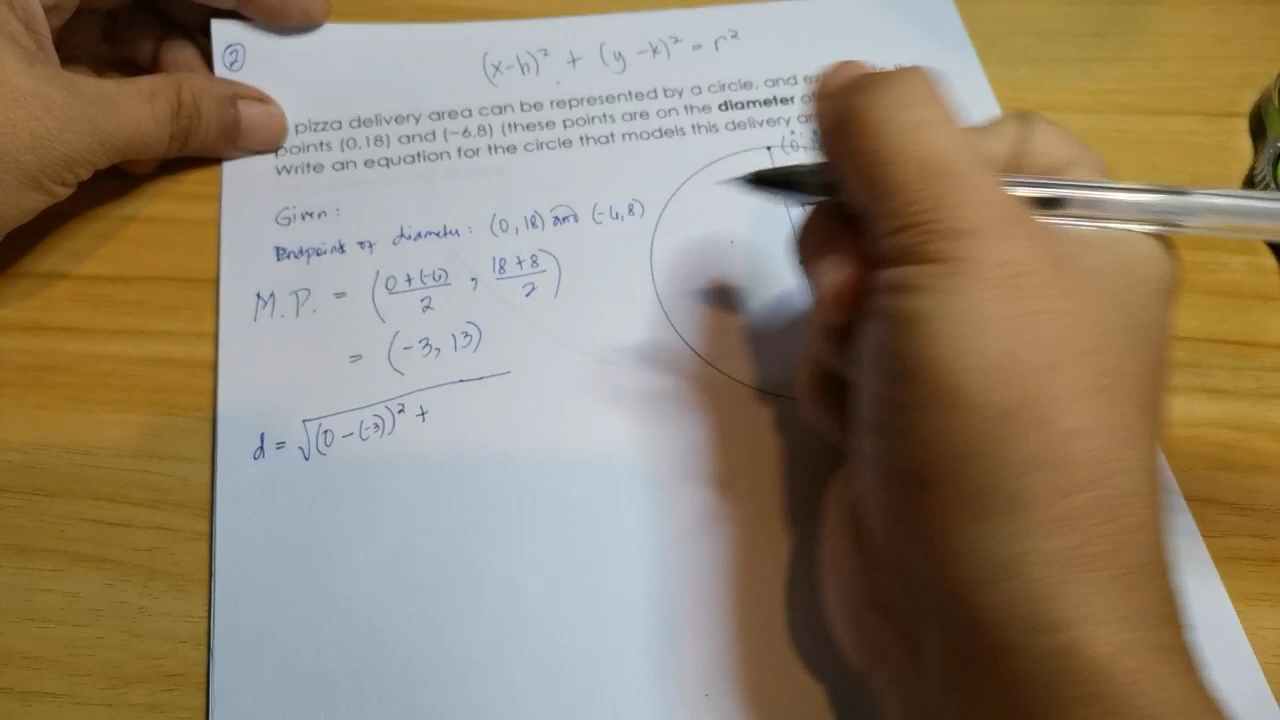 ②
(x-h)² + (y-k)² = r²
pizza delivery area can be represented by a circle, and
points (0,18) and (−6,8) (these points are on the diameter
Write an equation for the circle that models this delivery
(0,
Given:
Endpoint of diameter: (0,18) and (-6,8)
M.P. = (0+(-6)/2 , 18+8/2)
= (-3, 13)
d = √(0-(-3))² +